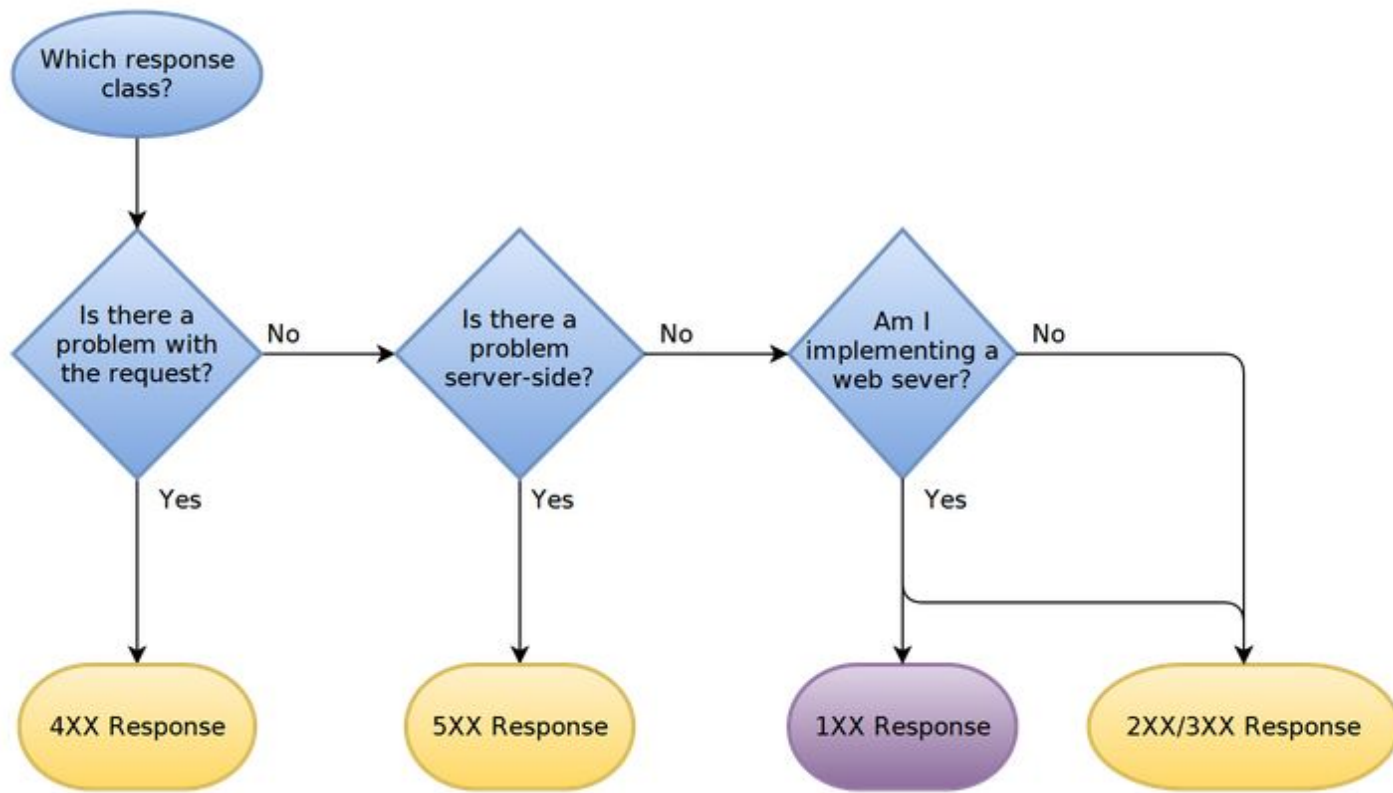 Which response
class?
Is there a
problem with
the request?
No
Is there a
problem
server-side?
No
Am I
implementing a
web sever?
No
Yes
Yes
Yes
4XX Response
5XX Response
1XX Response
2XX/3XX Response